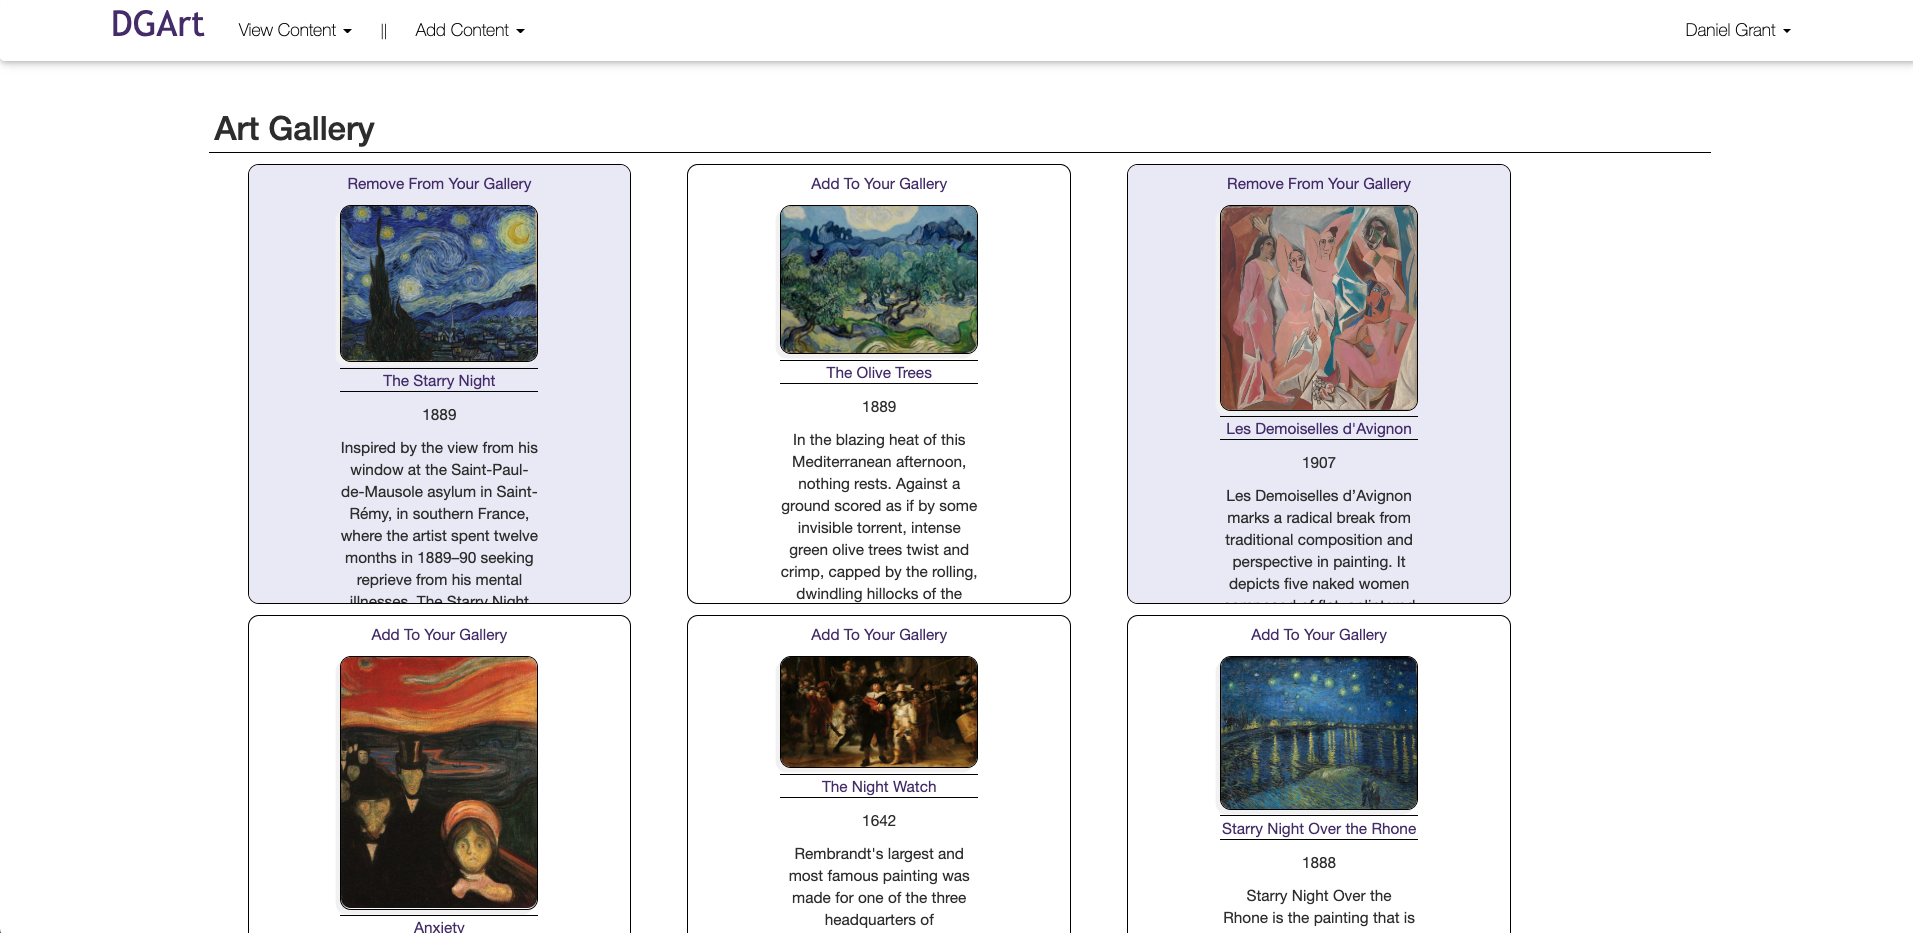 DGArt
View Content
||
Add Content
Daniel Grant
Art Gallery
Remove From Your Gallery
The Starry Night
1889
Inspired by the view from his
window at the Saint-Paul-
de-Mausole asylum in Saint-
Rémy, in southern France,
where the artist spent twelve
months in 1889–90 seeking
reprieve from his mental
illnesses, The Starry Night
Add To Your Gallery
The Olive Trees
1889
In the blazing heat of this
Mediterranean afternoon,
nothing rests. Against a
ground scored as if by some
invisible torrent, intense
green olive trees twist and
crimp, capped by the rolling,
dwindling hillocks of the
Remove From Your Gallery
Les Demoiselles d'Avignon
1907
Les Demoiselles d’Avignon
marks a radical break from
traditional composition and
perspective in painting. It
depicts five naked women
Add To Your Gallery
Anxiety
Add To Your Gallery
The Night Watch
1642
Rembrandt's largest and
most famous painting was
made for one of the three
headquarters of
Add To Your Gallery
Starry Night Over the Rhone
1888
Starry Night Over the
Rhone is the painting that is